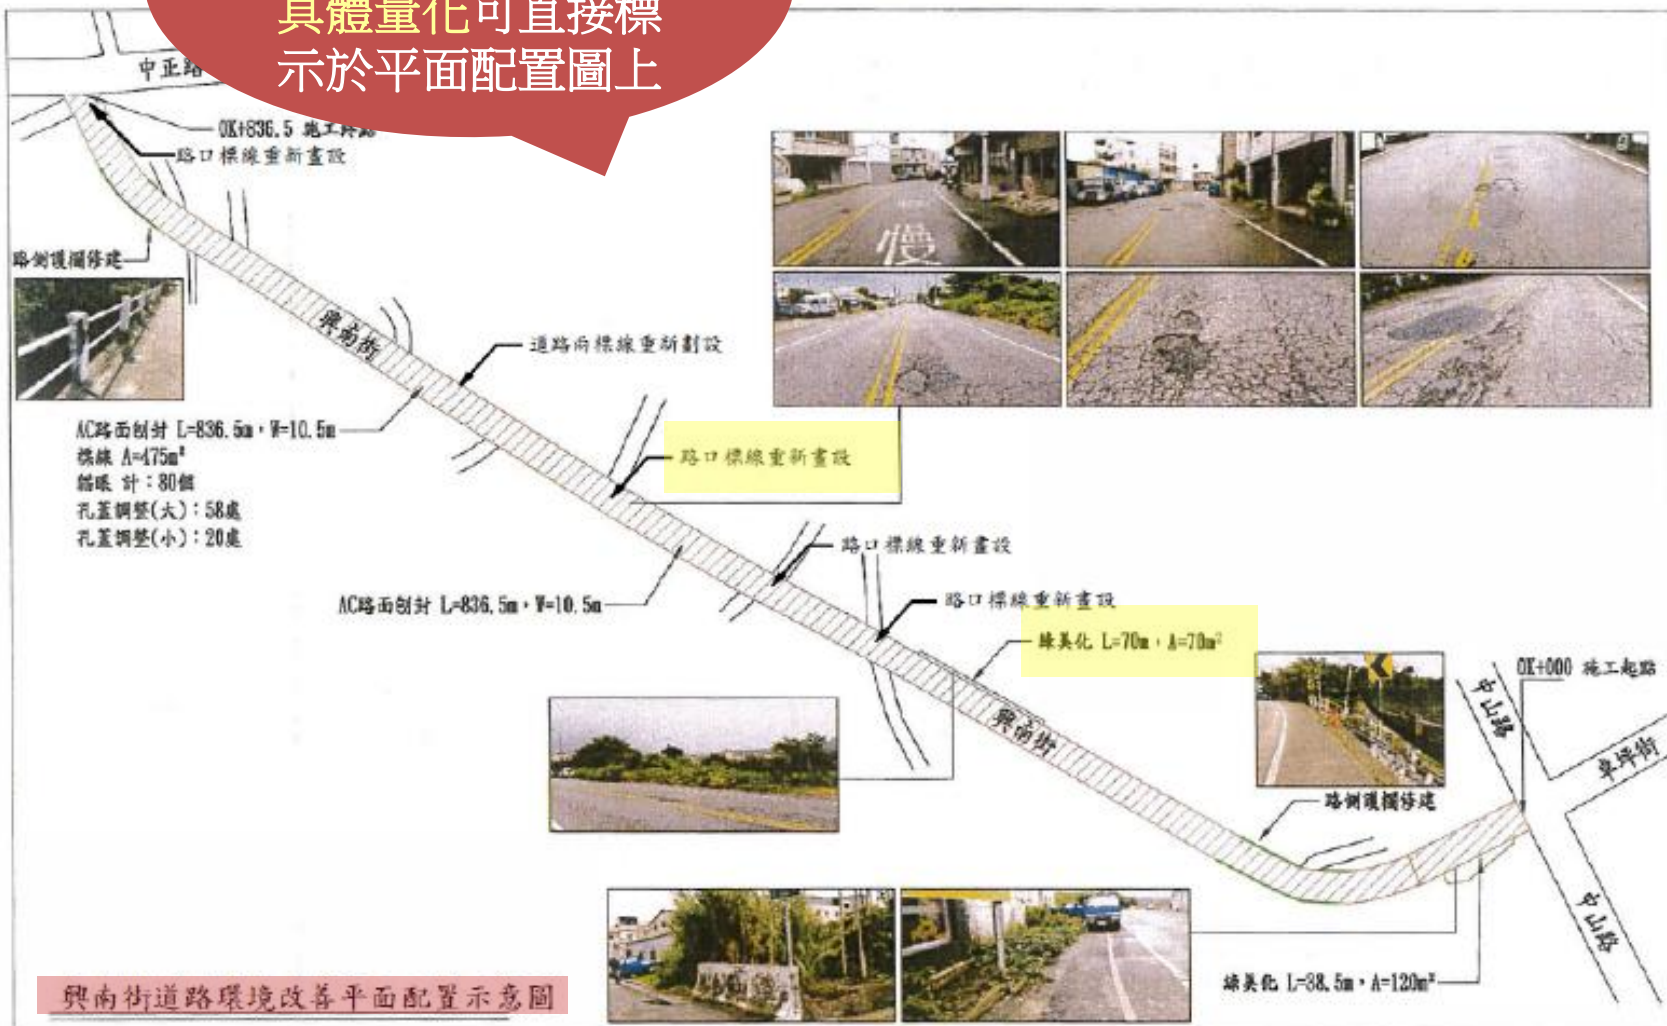 具體量化可直接標
示於平面配置圖上
中正路
0K+836.5 施工終點
路口標線重新畫設
路側護欄修建
興南街
慢
道路兩標線重新劃設
AC路面刨封 L=836.5m,W=10.5m
標線 A=475m²
貓眼 計:80個
孔蓋調整(大):58處
孔蓋調整(小):20處
路口標線重新畫設
路口標線重新畫設
AC路面刨封 L=836.5m,W=10.5m
路口標線重新畫設
綠美化 L=70m,A=70m²
興南街
0K+000 施工起點
中山路
卓坪街
路側護欄修建
中山路
綠美化 L=38.5m,A=120m²
興南街道路環境改善平面配置示意圖